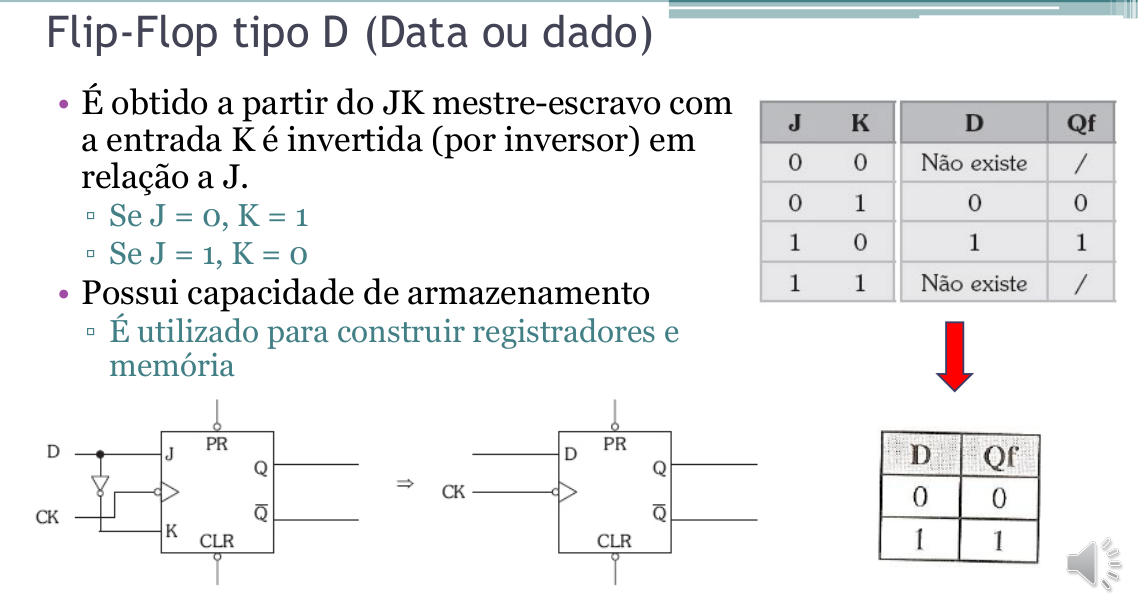 Flip-Flop tipo D (Data ou dado)
• É obtido a partir do JK mestre-escravo com
a entrada K é invertida (por inversor) em
relação a J.
▫ Se J = 0, K = 1
▫ Se J = 1, K = 0
• Possui capacidade de armazenamento
▫ É utilizado para construir registradores e
memória
J K D Qf
0 0 Não existe /
0 1 0 0
1 0 1 1
1 1 Não existe /
D J PR Q
CK
K CLR Q̅
⇒
D PR Q
CK
CLR Q̅
D Qf
0 0
1 1